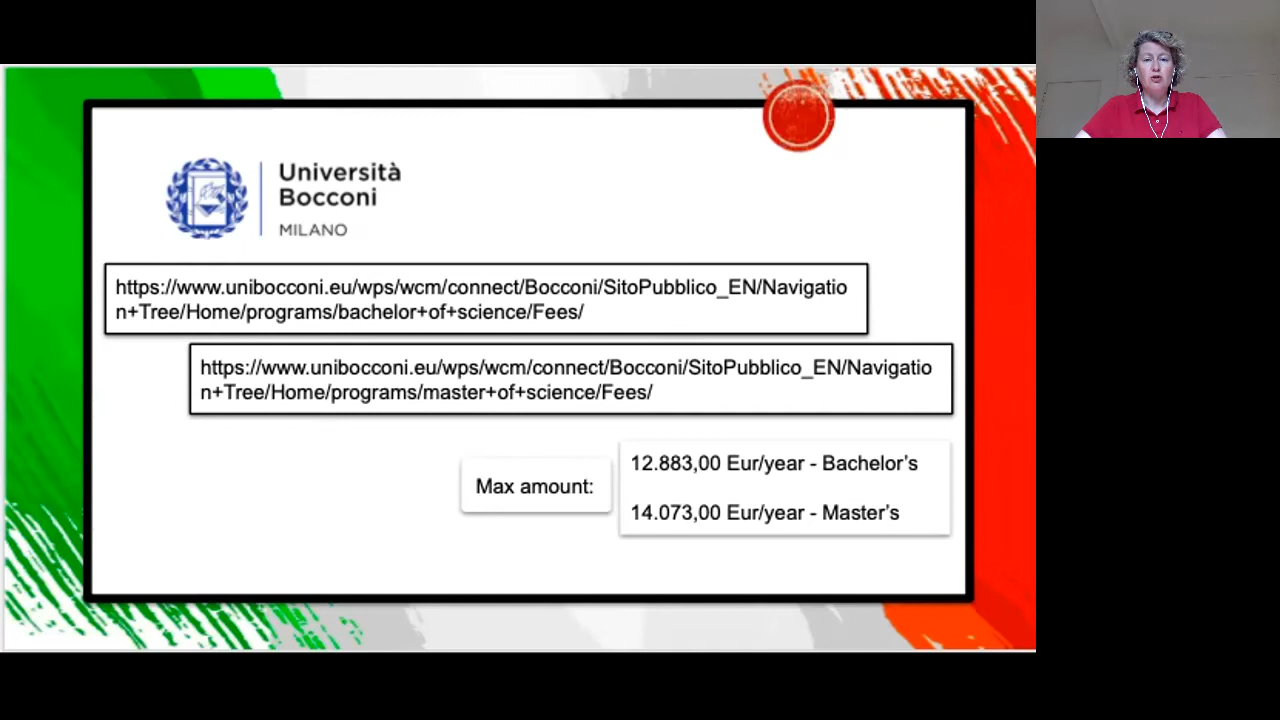 Università
Bocconi
MILANO
https://www.unibocconi.eu/wps/wcm/connect/Bocconi/SitoPubblico_EN/Navigatio
n+Tree/Home/programs/bachelor+of+science/Fees/
https://www.unibocconi.eu/wps/wcm/connect/Bocconi/SitoPubblico_EN/Navigatio
n+Tree/Home/programs/master+of+science/Fees/
Max amount:
12.883,00 Eur/year - Bachelor’s
14.073,00 Eur/year - Master’s